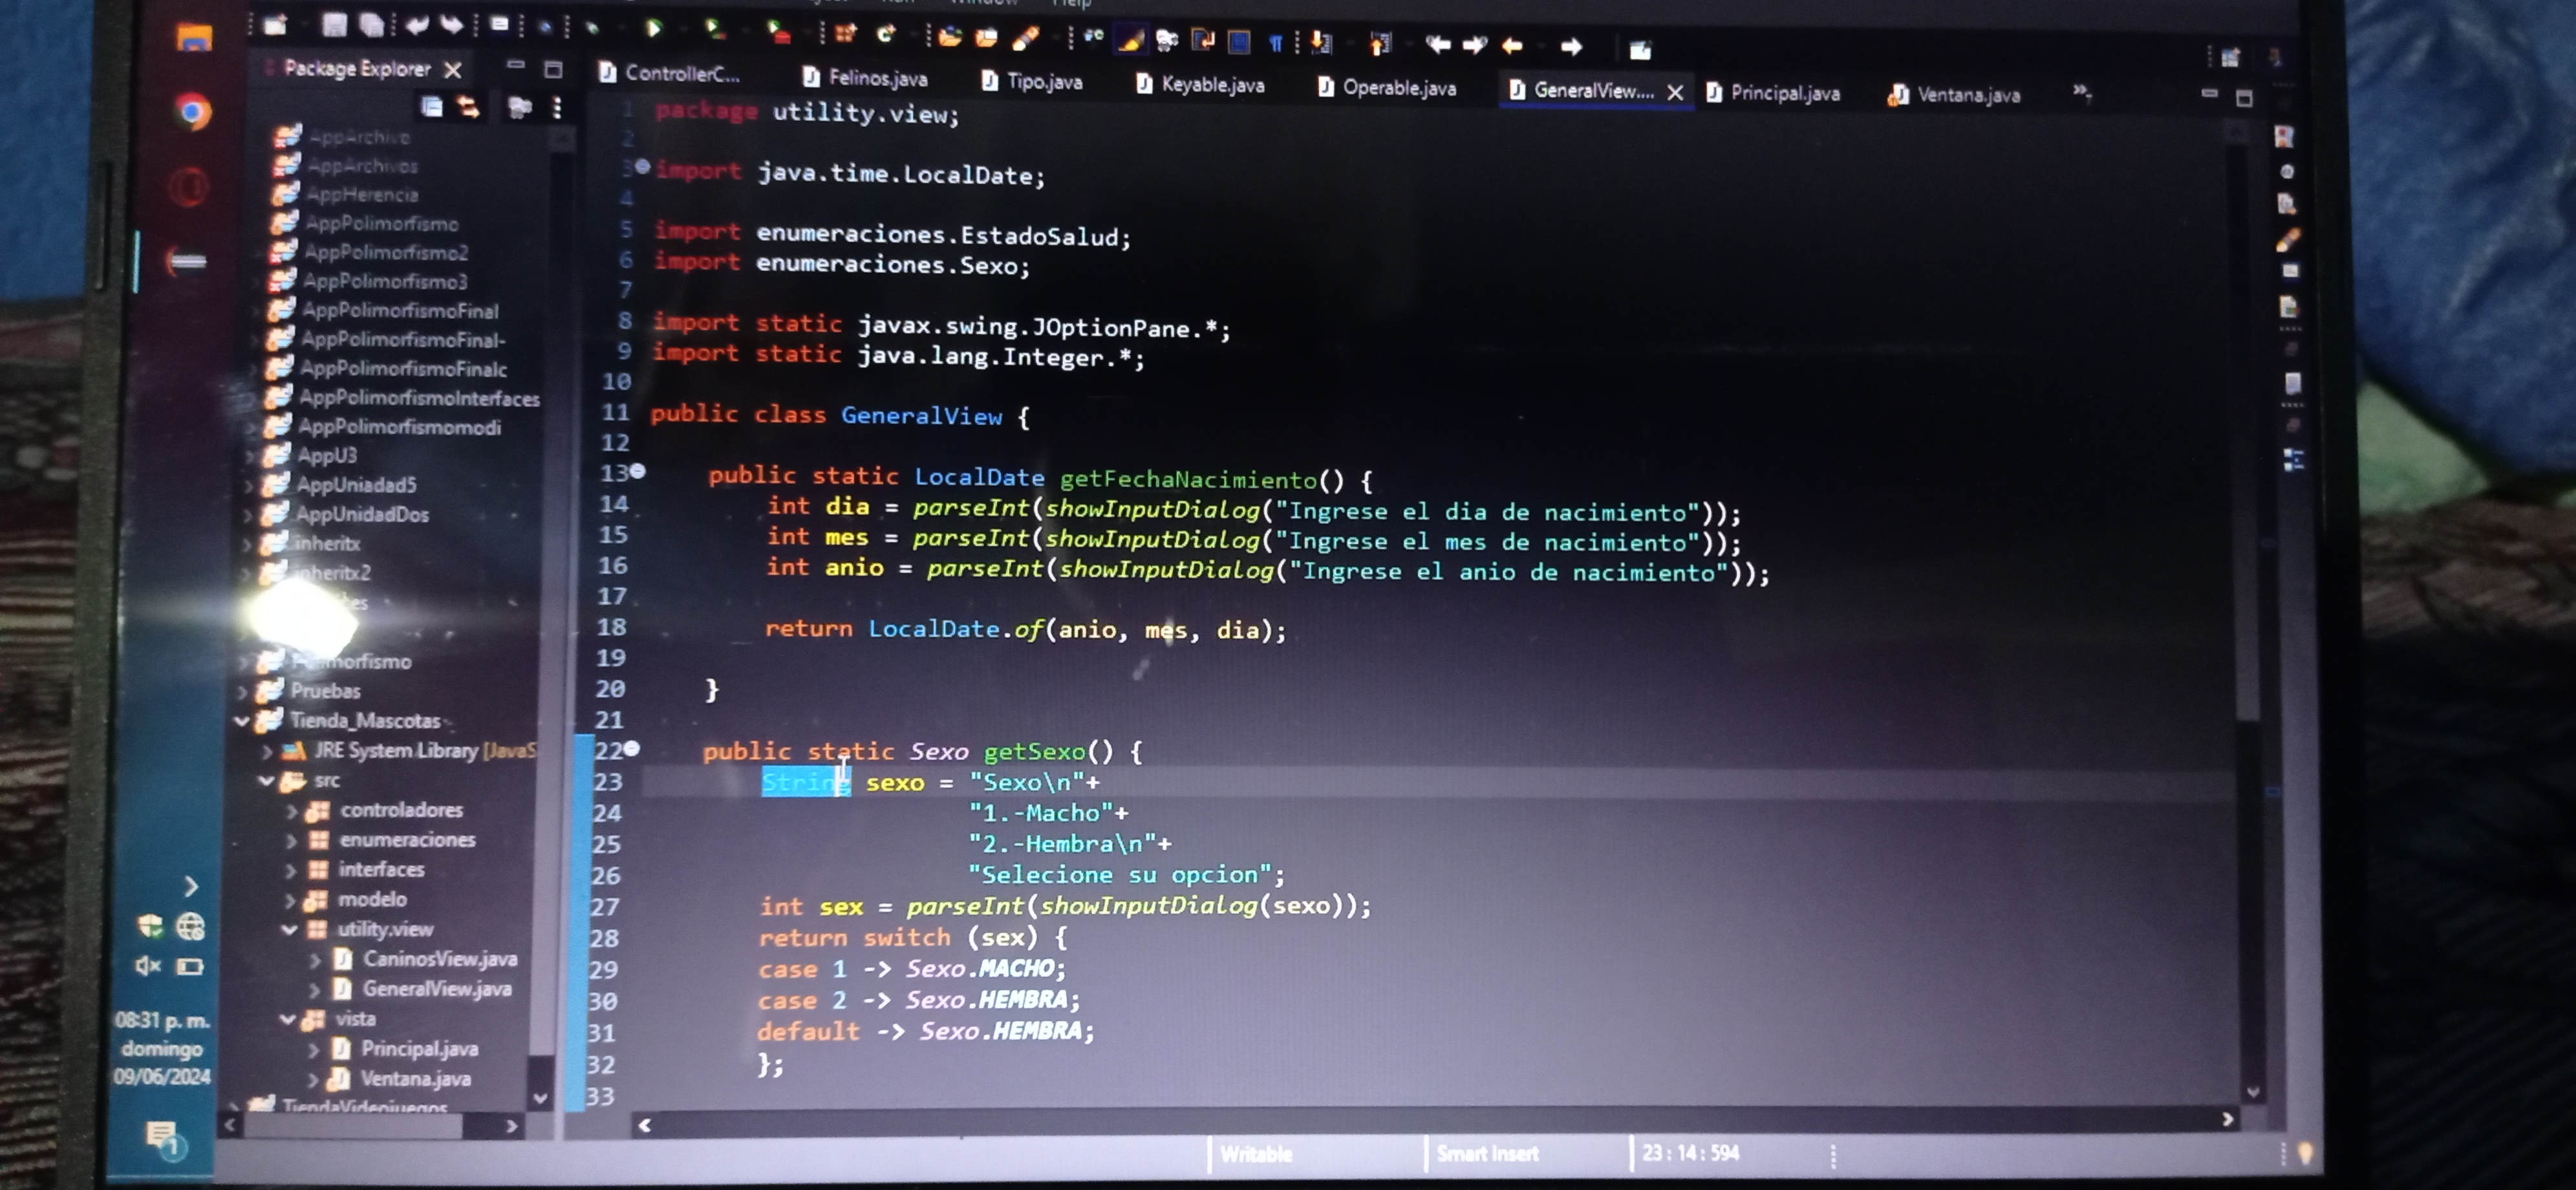 Help
Package Explorer
ControllerC...
Felinos.java
Tipo.java
Keyable.java
Operable.java
GeneralView....
Principal.java
Ventana.java
AppArchivo
AppArchivos
AppHerencia
AppPolimorfismo
AppPolimorfismo2
AppPolimorfismo3
AppPolimorfismoFinal
AppPolimorfismoFinal-
AppPolimorfismoFinalc
AppPolimorfismoInterfaces
AppPolimorfismomodi
AppU3
AppUniadad5
AppUnidadDos
inheritx
inheritx2
Pruebas
Tienda_Mascotas
JRE System Library [JavaS
src
controladores
enumeraciones
interfaces
modelo
utility.view
CaninosView.java
GeneralView.java
vista
Principal.java
Ventana.java
TiendaVideojuegos
1 package utility.view;
2
3 import java.time.LocalDate;
4
5 import enumeraciones.EstadoSalud;
6 import enumeraciones.Sexo;
7
8 import static javax.swing.JOptionPane.*;
9 import static java.lang.Integer.*;
10
11 public class GeneralView {
12
13 public static LocalDate getFechaNacimiento() {
14 int dia = parseInt(showInputDialog("Ingrese el dia de nacimiento"));
15 int mes = parseInt(showInputDialog("Ingrese el mes de nacimiento"));
16 int anio = parseInt(showInputDialog("Ingrese el anio de nacimiento"));
17
18 return LocalDate.of(anio, mes, dia);
19
20 }
21
22 public static Sexo getSexo() {
23 String sexo = "Sexo\n"+
24 "1.-Macho"+
25 "2.-Hembra\n"+
26 "Selecione su opcion";
27 int sex = parseInt(showInputDialog(sexo));
28 return switch (sex) {
29 case 1 -> Sexo.MACHO;
30 case 2 -> Sexo.HEMBRA;
31 default -> Sexo.HEMBRA;
32 };
33
08:31 p. m.
domingo
09/06/2024
1
Writable
Smart Insert
23 : 14 : 594